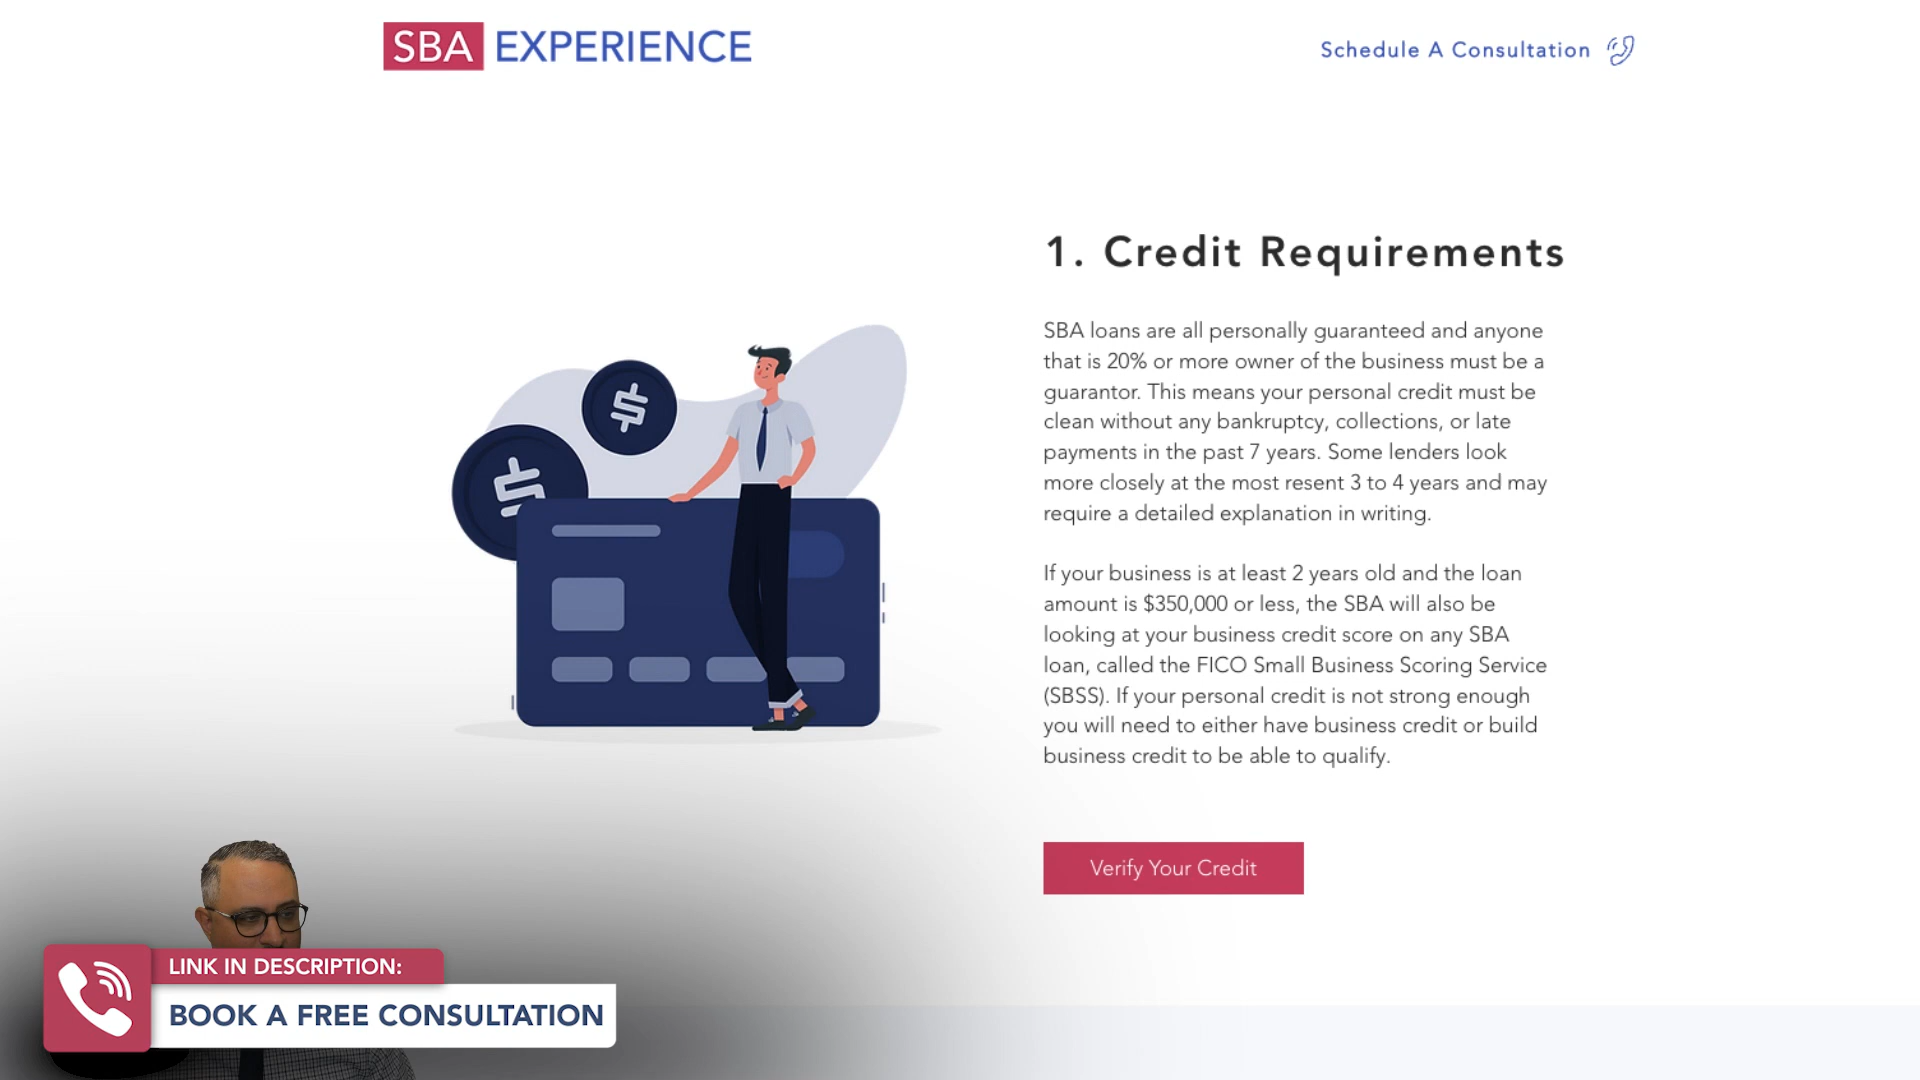 SBA EXPERIENCE
Schedule A Consultation
1. Credit Requirements
SBA loans are all personally guaranteed and anyone
that is 20% or more owner of the business must be a
guarantor. This means your personal credit must be
clean without any bankruptcy, collections, or late
payments in the past 7 years. Some lenders look
more closely at the most resent 3 to 4 years and may
require a detailed explanation in writing.
If your business is at least 2 years old and the loan
amount is $350,000 or less, the SBA will also be
looking at your business credit score on any SBA
loan, called the FICO Small Business Scoring Service
(SBSS). If your personal credit is not strong enough
you will need to either have business credit or build
business credit to be able to qualify.
Verify Your Credit
LINK IN DESCRIPTION:
BOOK A FREE CONSULTATION